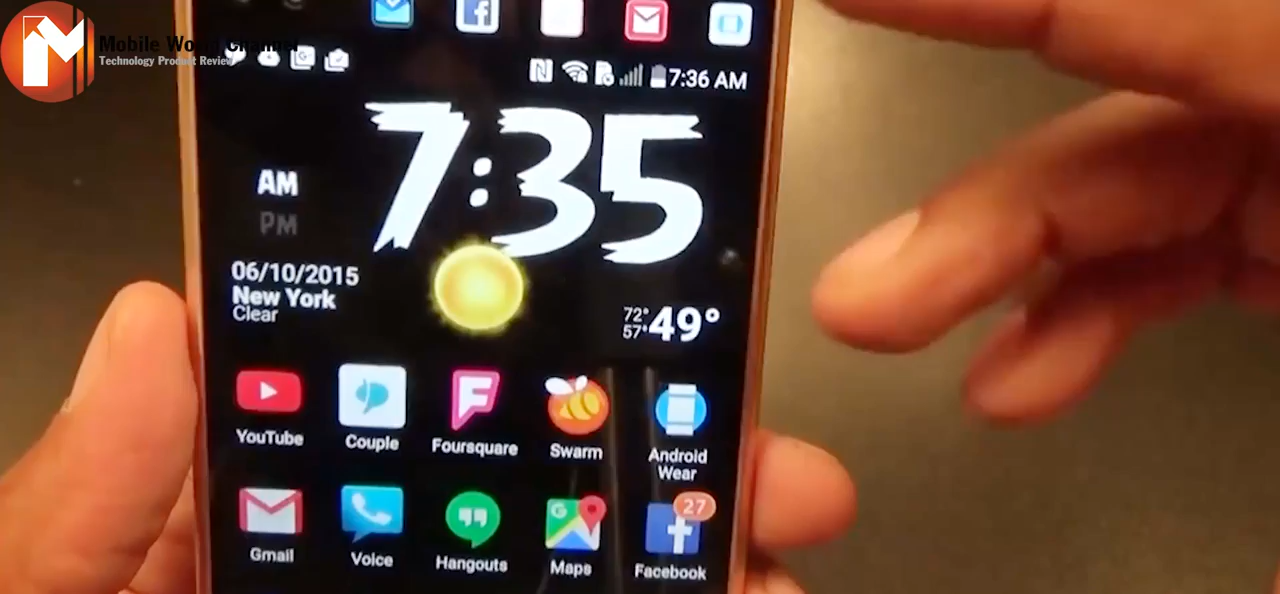 Mobile World Channel
Technology Product Review
7:36 AM
7:35
AM
PM
06/10/2015
New York
Clear
72°
57°
49°
YouTube
Couple
Foursquare
Swarm
Android
Wear
27
Gmail
Voice
Hangouts
Maps
Facebook